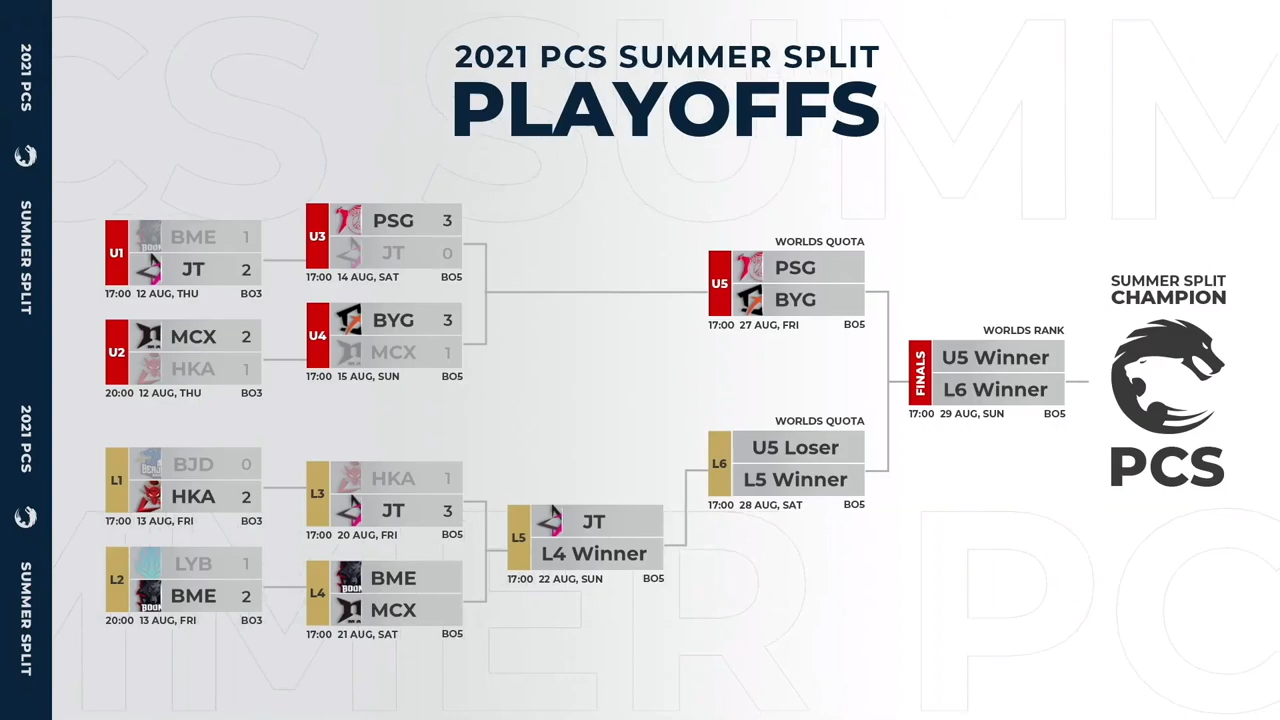 2021 PCS SUMMER SPLIT
PLAYOFFS
2021 PCS
SUMMER SPLIT
2021 PCS
SUMMER SPLIT
U1
BME 1
JT 2
17:00 12 AUG, THU BO3
U2
MCX 2
HKA 1
20:00 12 AUG, THU BO3
U3
PSG 3
JT 0
17:00 14 AUG, SAT BO5
U4
BYG 3
MCX 1
17:00 15 AUG, SUN BO5
WORLDS QUOTA
U5
PSG
BYG
17:00 27 AUG, FRI BO5
L1
BJD 0
HKA 2
17:00 13 AUG, FRI BO3
L2
LYB 1
BME 2
20:00 13 AUG, FRI BO3
L3
HKA 1
JT 3
17:00 20 AUG, FRI BO5
L4
BME
MCX
17:00 21 AUG, SAT BO5
L5
JT
L4 Winner
17:00 22 AUG, SUN BO5
WORLDS QUOTA
L6
U5 Loser
L5 Winner
17:00 28 AUG, SAT BO5
WORLDS RANK
FINALS
U5 Winner
L6 Winner
17:00 29 AUG, SUN BO5
SUMMER SPLIT
CHAMPION
PCS